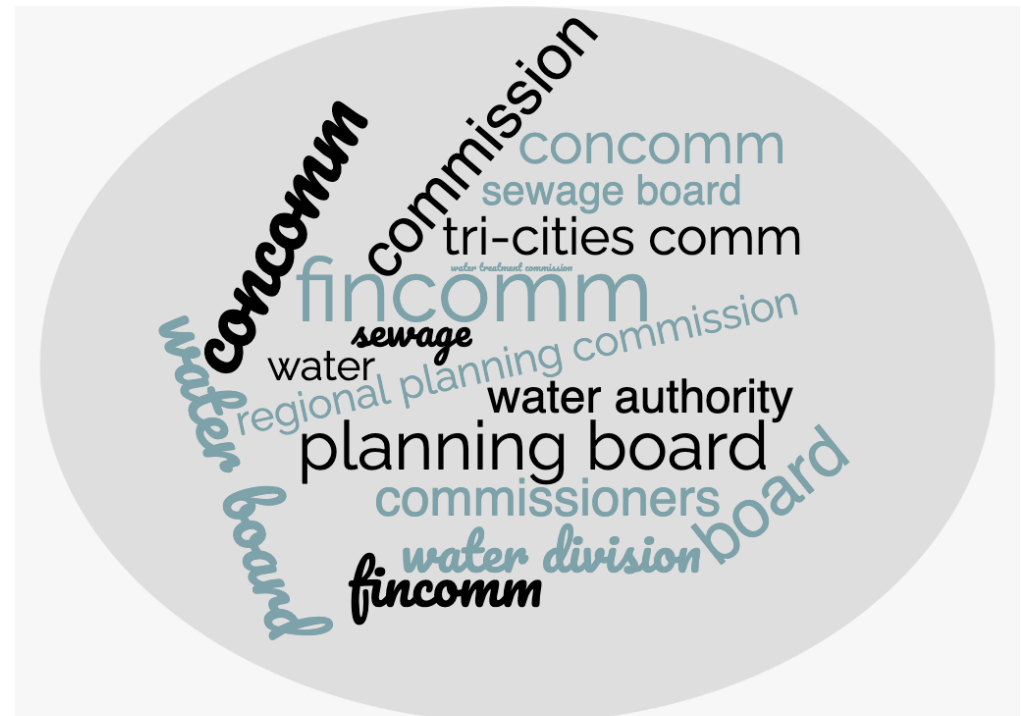 commission
concomm
concomm
sewage board
tri-cities comm
water treatment commission
fincomm
sewage
water
regional planning commission
water board
water authority
planning board
commissioners
board
water division
fincomm